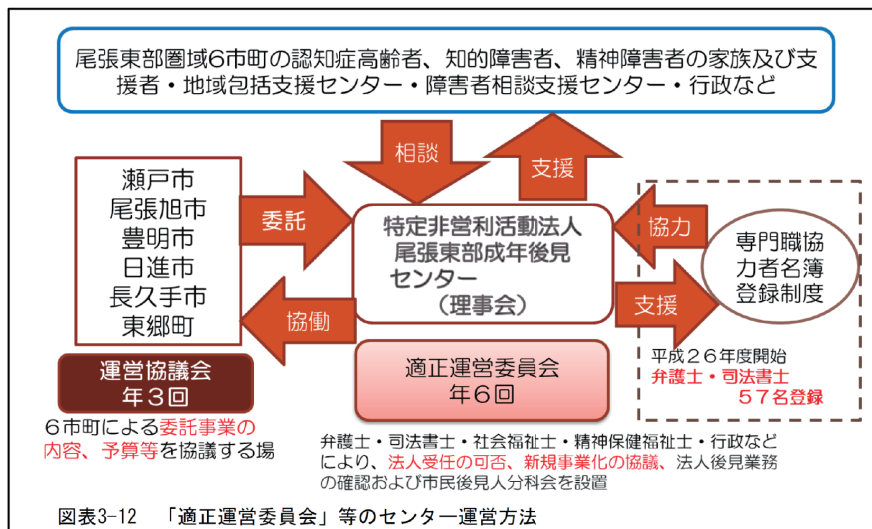 尾張東部圏域6市町の認知症高齢者、知的障害者、精神障害者の家族及び支
援者・地域包括支援センター・障害者相談支援センター・行政など
相談
支援
瀬戸市
尾張旭市
豊明市
日進市
長久手市
東郷町
委託
協働
特定非営利活動法人
尾張東部成年後見
センター
（理事会）
協力
支援
専門職協
力者名簿
登録制度
運営協議会
年３回
適正運営委員会
年６回
平成２６年度開始
弁護士・司法書士
５７名登録
６市町による委託事業の
内容、予算等を協議する場
弁護士・司法書士・社会福祉士・精神保健福祉士・行政など
により、法人受任の可否、新規事業化の協議、法人後見業務
の確認および市民後見人分科会を設置
図表3-12　「適正運営委員会」等のセンター運営方法